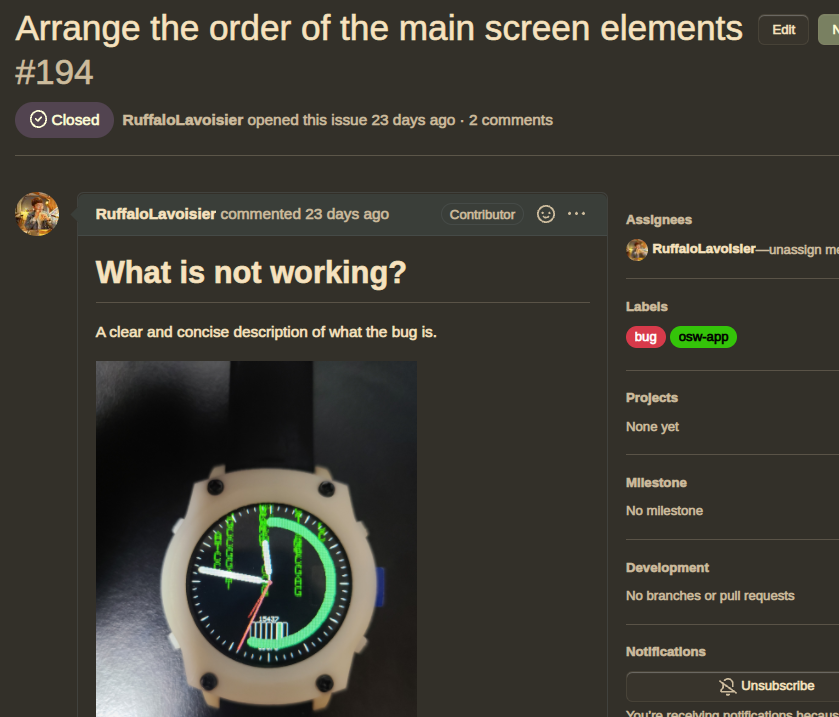 Arrange the order of the main screen elements
#194
Edit
N
Closed
RuffaloLavoisier opened this issue 23 days ago · 2 comments
RuffaloLavoisier commented 23 days ago
Contributor
What is not working?
A clear and concise description of what the bug is.
15437
Assignees
RuffaloLavoisier—unassign me
Labels
bug
osw-app
Projects
None yet
Milestone
No milestone
Development
No branches or pull requests
Notifications
Unsubscribe
You're receiving notifications becaus